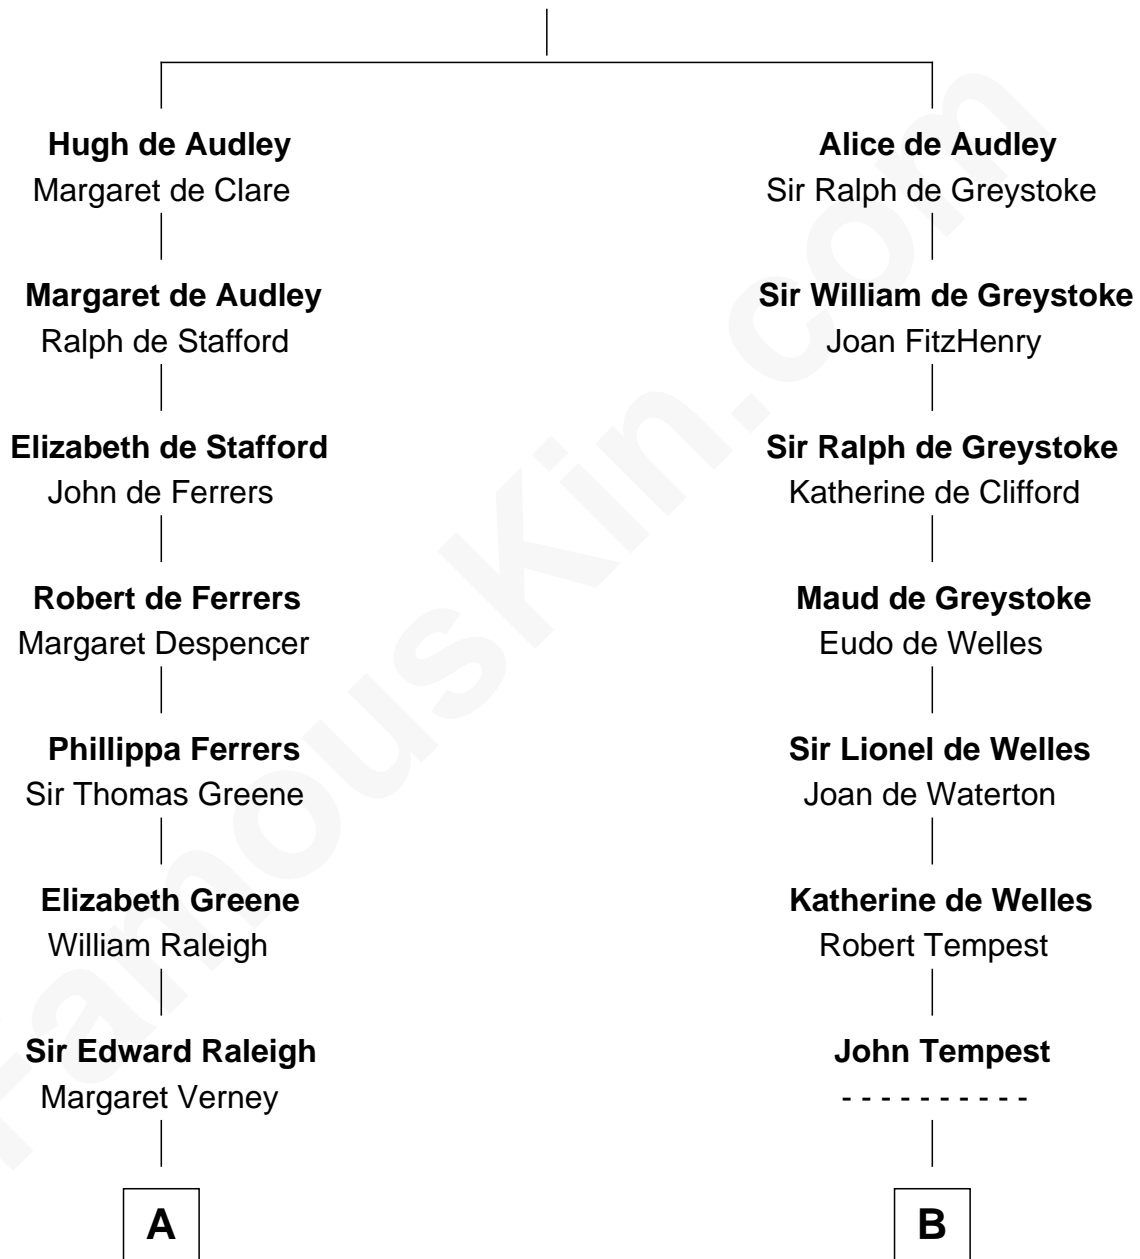 Hugh de Audley
Margaret de Clare
Margaret de Audley
Ralph de Stafford
Elizabeth de Stafford
John de Ferrers
Robert de Ferrers
Margaret Despencer
Phillippa Ferrers
Sir Thomas Greene
Elizabeth Greene
William Raleigh
Sir Edward Raleigh
Margaret Verney
A
Alice de Audley
Sir Ralph de Greystoke
Sir William de Greystoke
Joan FitzHenry
Sir Ralph de Greystoke
Katherine de Clifford
Maud de Greystoke
Eudo de Welles
Sir Lionel de Welles
Joan de Waterton
Katherine de Welles
Robert Tempest
John Tempest
- - - - - - - - - -
B
FamousKin.com